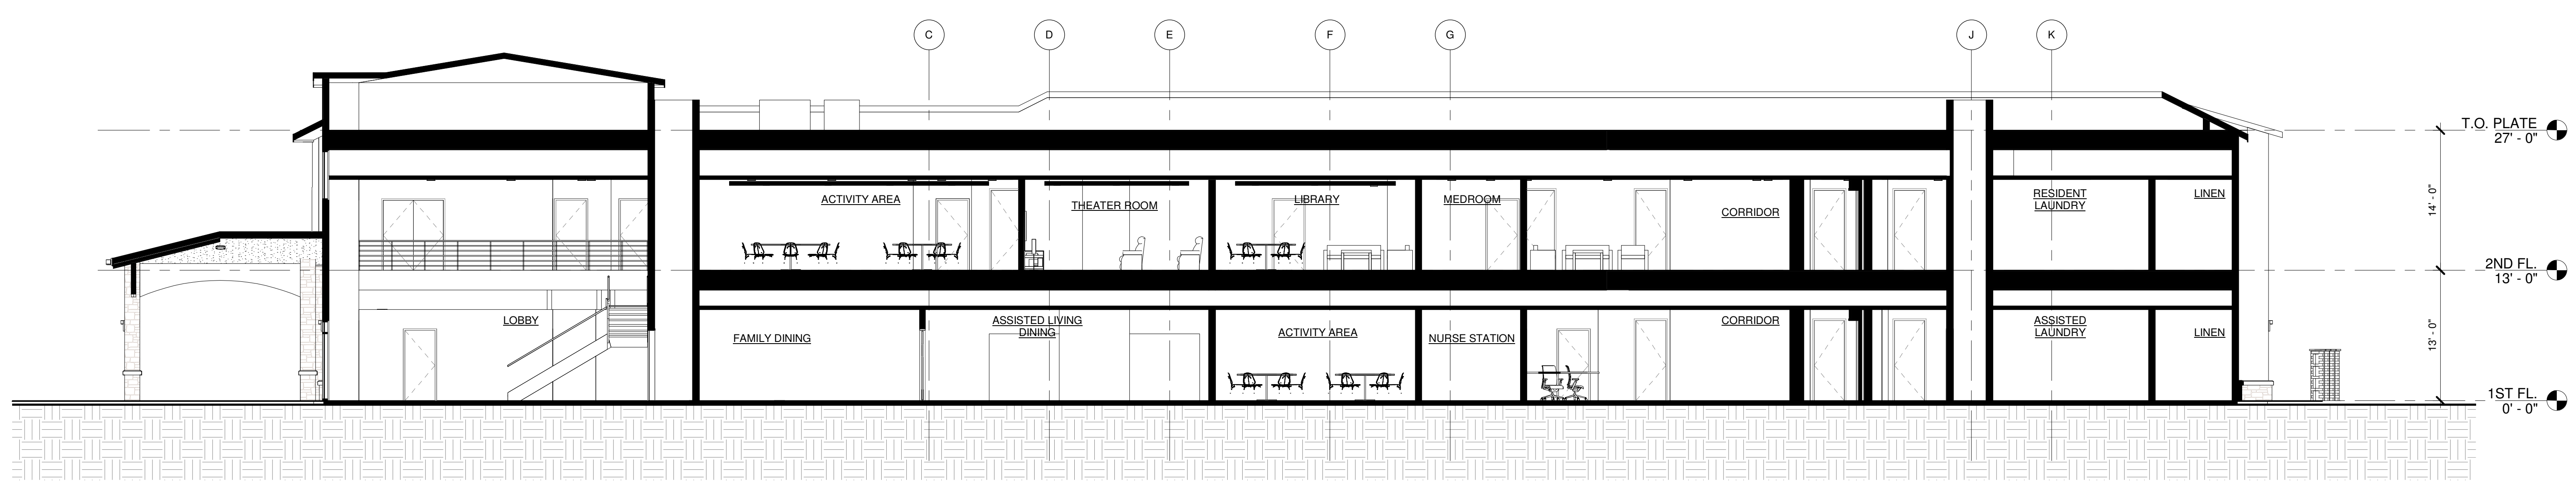 C
D
E
F
G
J
K
T.O. PLATE
27' - 0"
ACTIVITY AREA
THEATER ROOM
LIBRARY
MEDROOM
CORRIDOR
RESIDENT
LAUNDRY
LINEN
14' - 0"
2ND FL.
13' - 0"
LOBBY
FAMILY DINING
ASSISTED LIVING
DINING
ACTIVITY AREA
NURSE STATION
CORRIDOR
ASSISTED
LAUNDRY
LINEN
13' - 0"
1ST FL.
0' - 0"